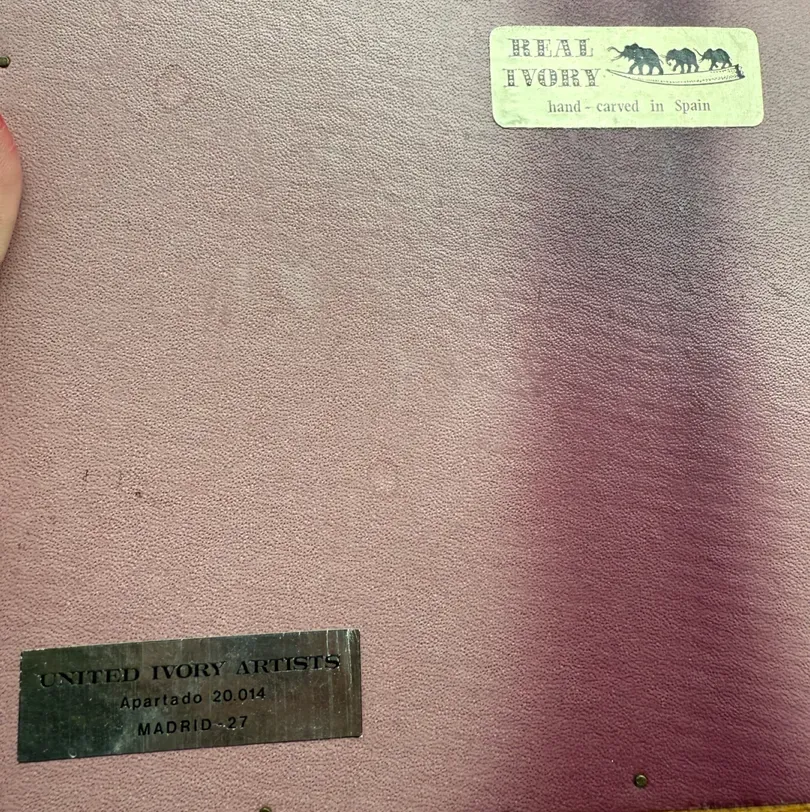 REAL
IVORY
hand - carved in Spain
UNITED IVORY ARTISTS
Apartado 20.014
MADRID - 27